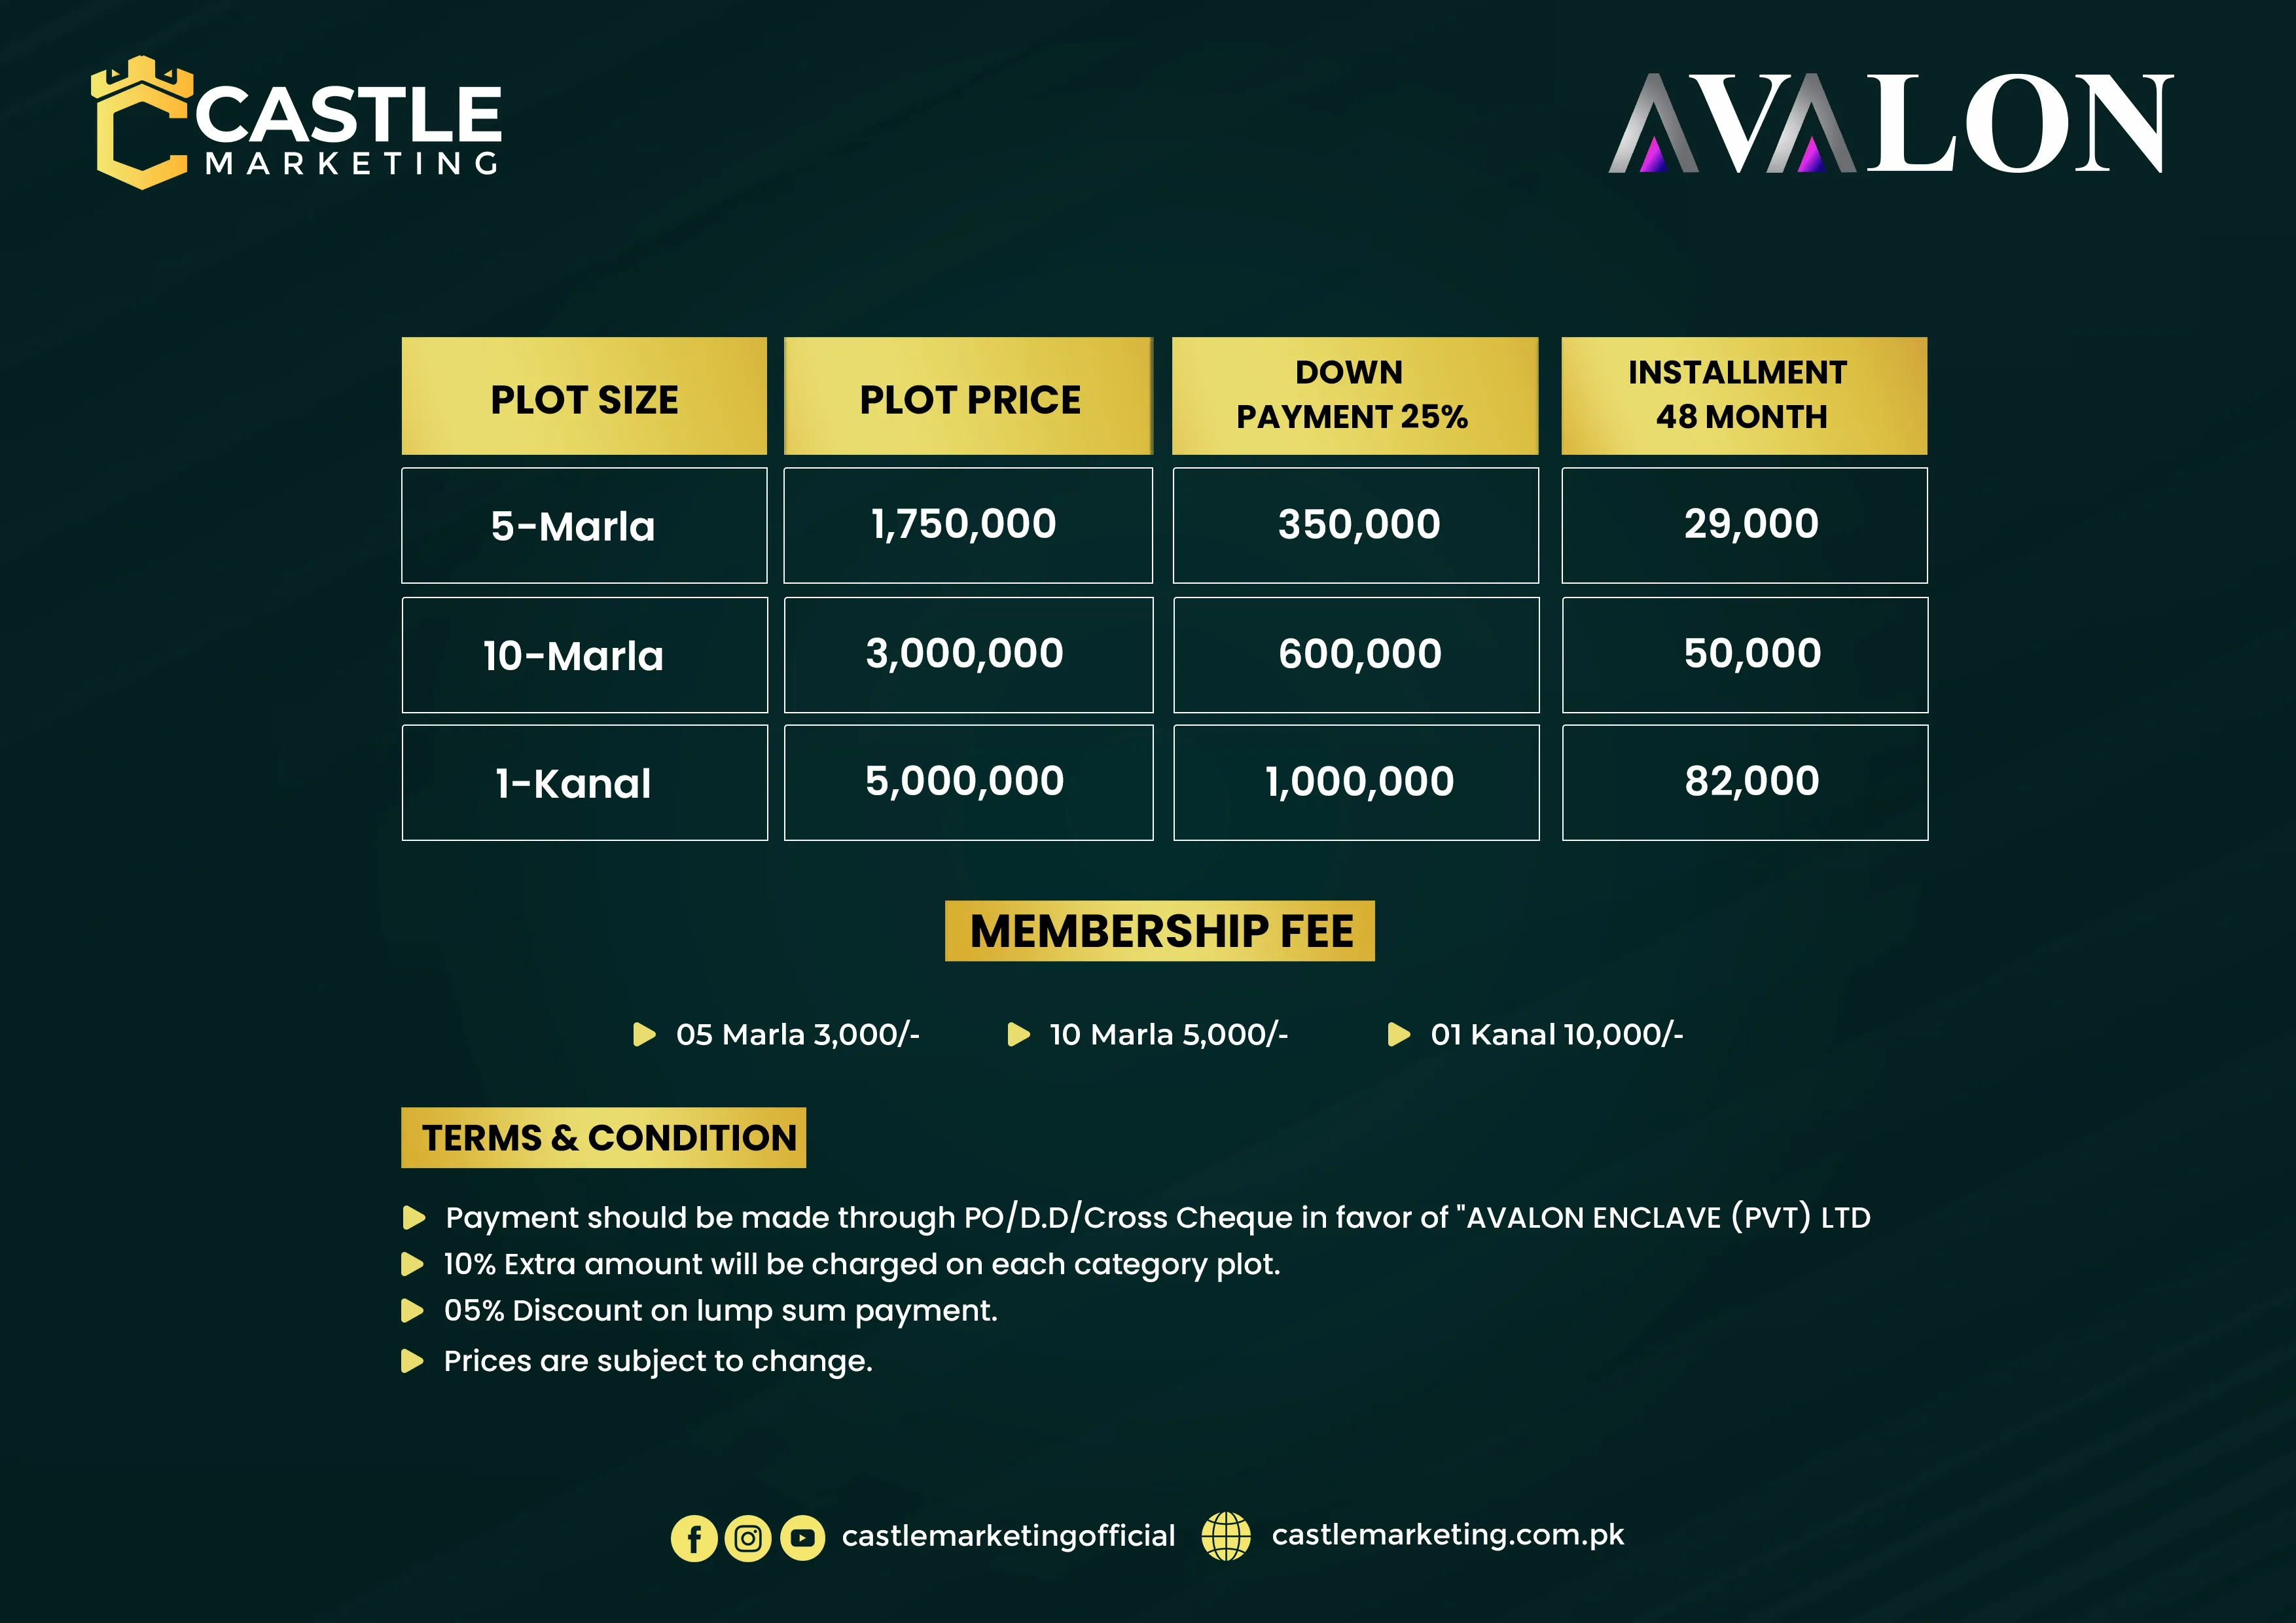 CASTLE
MARKETING
AVALON
PLOT SIZE
PLOT PRICE
DOWN
PAYMENT 25%
INSTALLMENT
48 MONTH
5-Marla
1,750,000
350,000
29,000
10-Marla
3,000,000
600,000
50,000
1-Kanal
5,000,000
1,000,000
82,000
MEMBERSHIP FEE
05 Marla 3,000/-
10 Marla 5,000/-
01 Kanal 10,000/-
TERMS & CONDITION
Payment should be made through PO/D.D/Cross Cheque in favor of "AVALON ENCLAVE (PVT) LTD
10% Extra amount will be charged on each category plot.
05% Discount on lump sum payment.
Prices are subject to change.
castlemarketingofficial
castlemarketing.com.pk